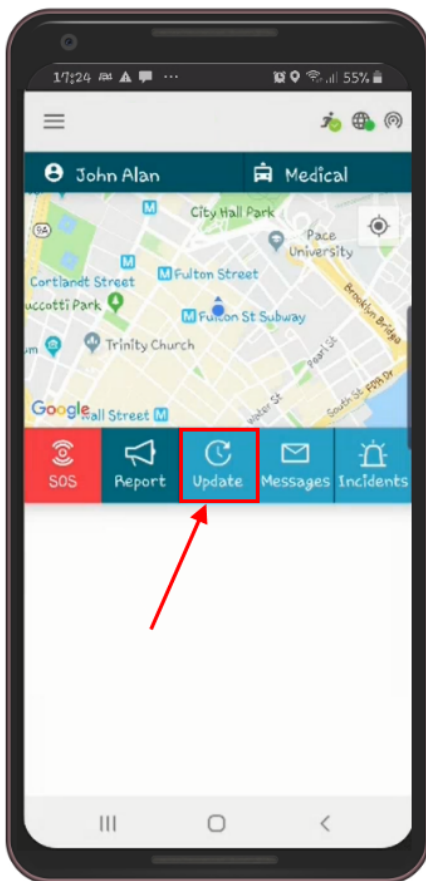 17:24 55%
John Alan Medical
City Hall Park
9A
Pace University
Cortlandt Street
Fulton Street
Brooklyn Bridge
uccotti Park
Fulton St Subway
um
Trinity Church
Pearl St
Google
all Street
Water St
South St
FDR Dr
SOS Report Update Messages Incidents